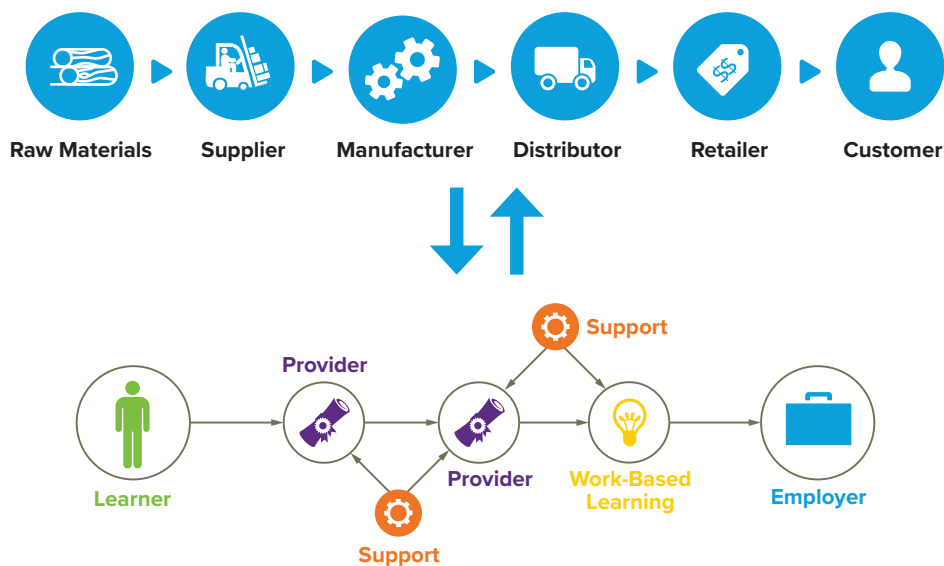 Raw Materials
Supplier
Manufacturer
Distributor
Retailer
Customer
Support
Provider
Learner
Provider
Work-Based
Learning
Employer
Support